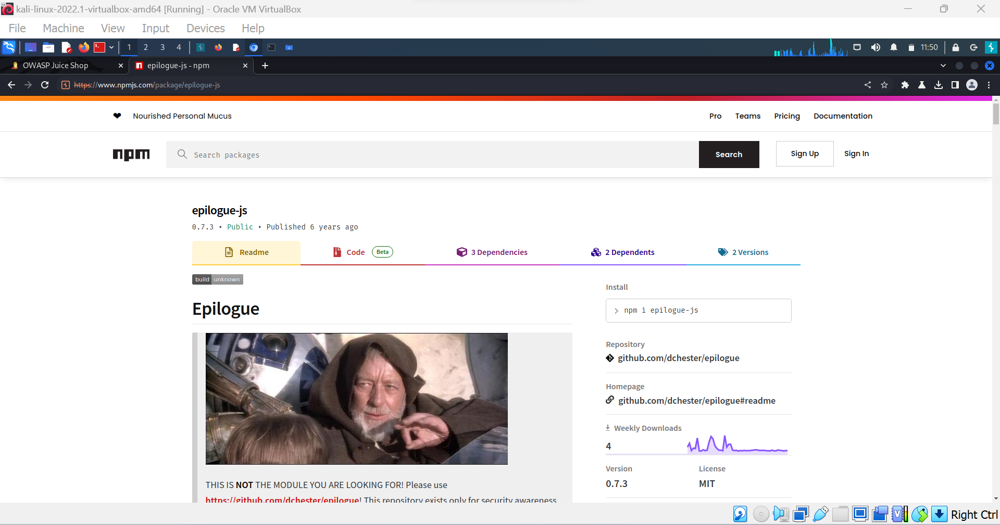 kali-linux-2022.1-virtualbox-amd64 [Running] - Oracle VM VirtualBox
File Machine View Input Devices Help
1 2 3 4 11:50
OWASP Juice Shop epilogue-js - npm
https://www.npmjs.com/package/epilogue-js
Nourished Personal Mucus Pro Teams Pricing Documentation
npm Search packages Search Sign Up Sign In
epilogue-js
0.7.3 • Public • Published 6 years ago
Readme Code Beta 3 Dependencies 2 Dependents 2 Versions
build unknown
Install
Epilogue
> npm i epilogue-js
Repository
github.com/dchester/epilogue
Homepage
github.com/dchester/epilogue#readme
Weekly Downloads
4
Version License
0.7.3 MIT
THIS IS NOT THE MODULE YOU ARE LOOKING FOR! Please use
https://github.com/dchester/epilogue! This repository exists only for security awareness
Right Ctrl